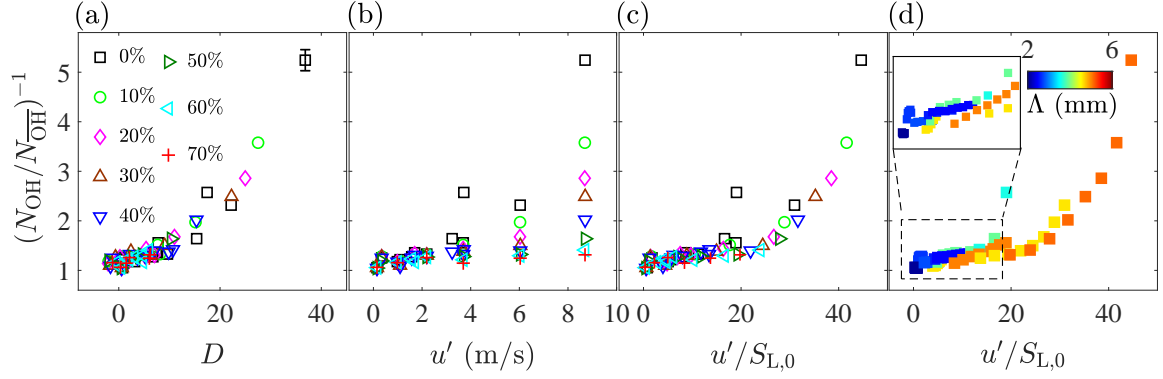 (a) (b) (c) (d)
(N_OH/N_O̅H̅)^−1
5
4
3
2
1
0% 50%
10% 60%
20% 70%
30%
40%
2 6
Λ (mm)
0 20 40
0 2 4 6 8 10
0 20 40
0 20 40
D
u′ (m/s)
u′/S_L,0
u′/S_L,0